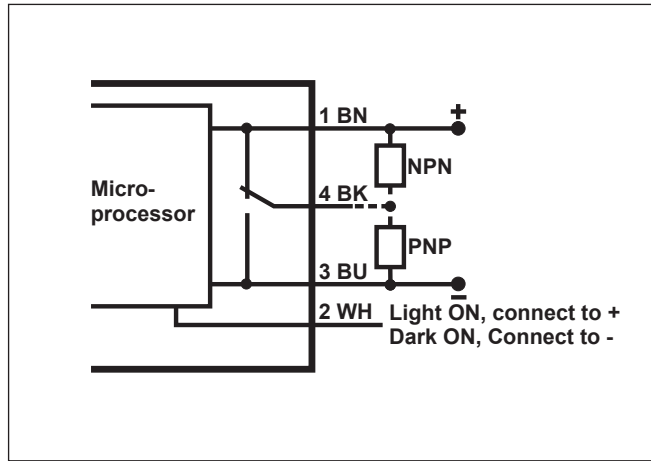 1 BN
+
NPN
Micro-
processor
4 BK
PNP
3 BU
-
2 WH
Light ON, connect to +
Dark ON, Connect to -